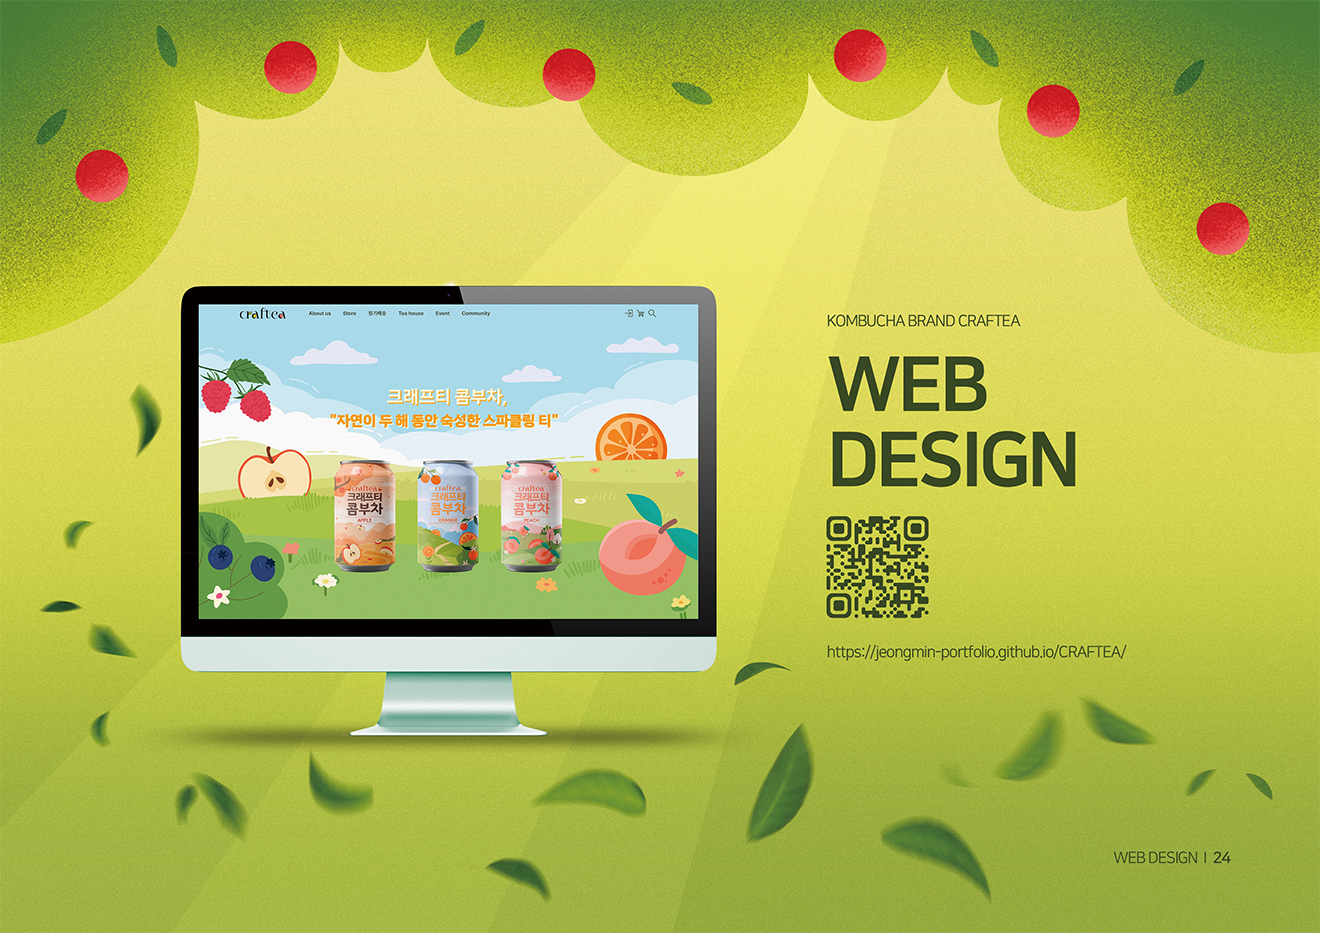 craftea
About us Store 정기배송 Tea house Event Community
크래프티 콤부차,
"자연이 두 해 동안 숙성한 스파클링 티"
craftea
크래프티
콤부차
APPLE
craftea
크래프티
콤부차
ORANGE
craftea
크래프티
콤부차
PEACH
KOMBUCHA BRAND CRAFTEA
WEB
DESIGN
https://jeongmin-portfolio.github.io/CRAFTEA/
WEB DESIGN | 24